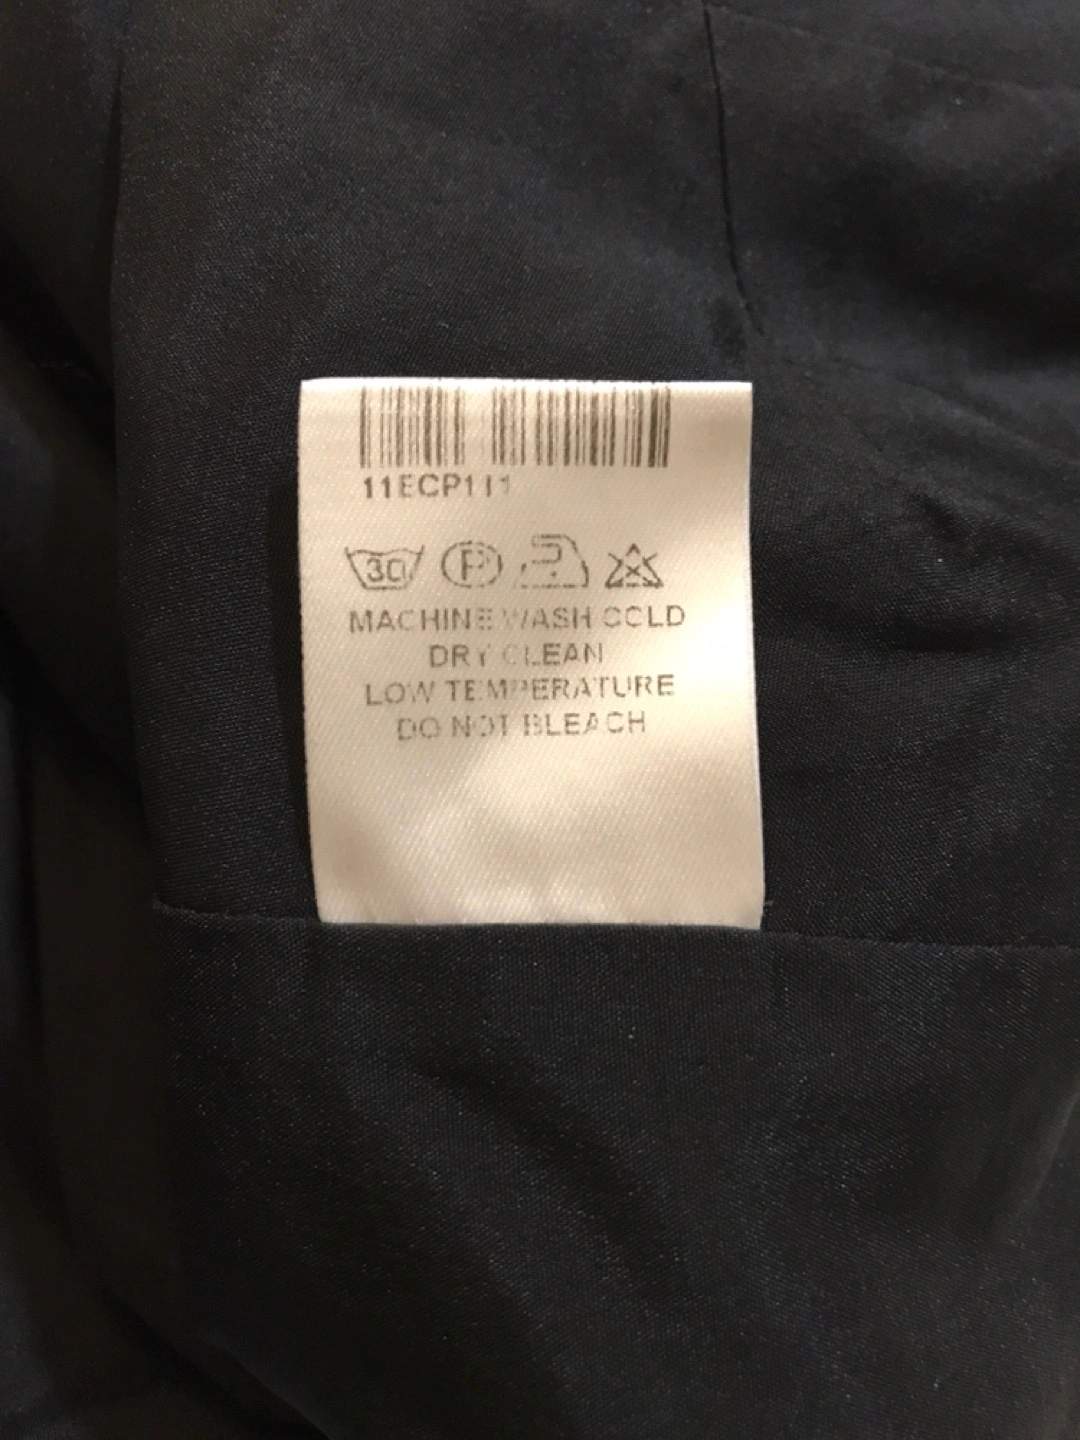 11ECP111
30 P
MACHINE WASH COLD
DRY CLEAN
LOW TEMPERATURE
DO NOT BLEACH